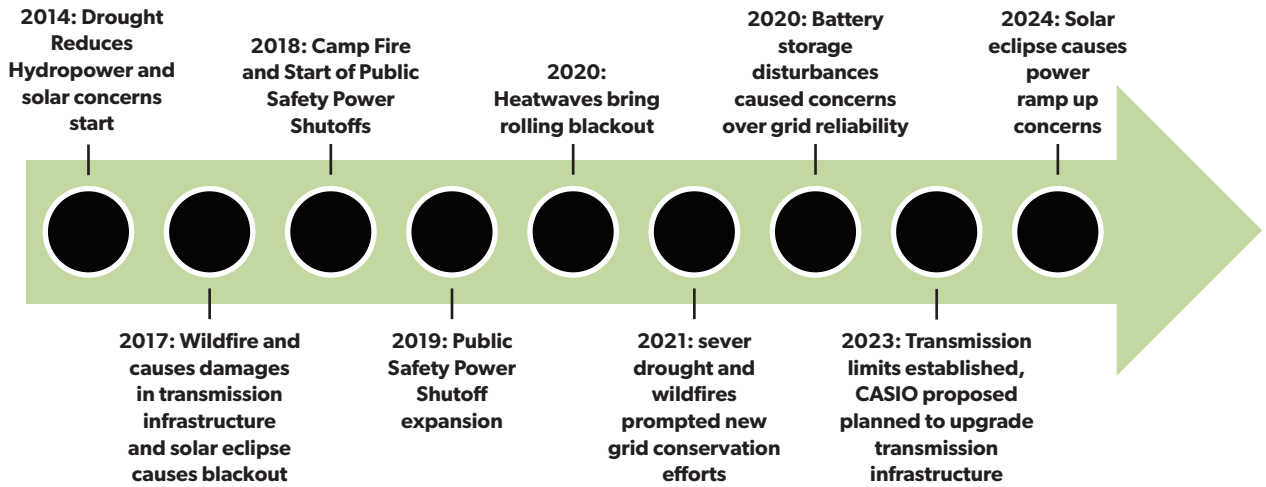 2014: Drought
Reduces
Hydropower and
solar concerns
start
2017: Wildfire and
causes damages
in transmission
infrastructure
and solar eclipse
causes blackout
2018: Camp Fire
and Start of Public
Safety Power
Shutoffs
2019: Public
Safety Power
Shutoff
expansion
2020:
Heatwaves bring
rolling blackout
2021: sever
drought and
wildfires
prompted new
grid conservation
efforts
2020: Battery
storage
disturbances
caused concerns
over grid reliability
2023: Transmission
limits established,
CASIO proposed
planned to upgrade
transmission
infrastructure
2024: Solar
eclipse causes
power
ramp up
concerns